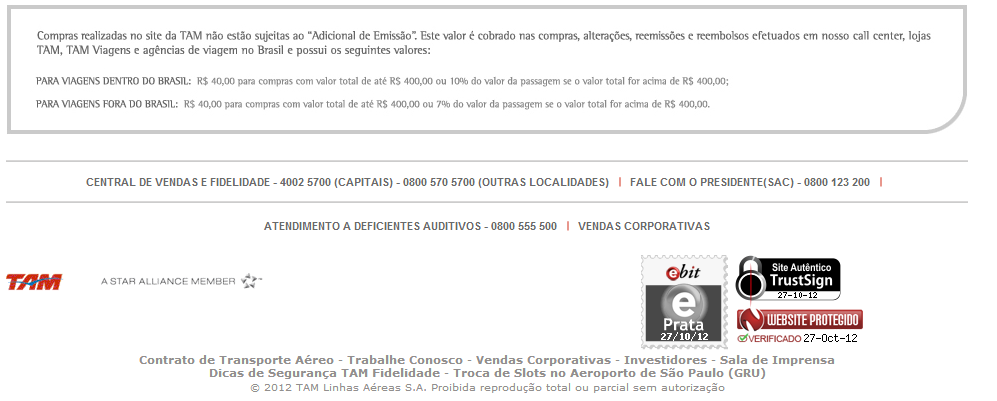 Compras realizadas no site da TAM não estão sujeitas ao “Adicional de Emissão”. Este valor é cobrado nas compras, alterações, reemissões e reembolsos efetuados em nosso call center, lojas
TAM, TAM Viagens e agências de viagem no Brasil e possui os seguintes valores:
PARA VIAGENS DENTRO DO BRASIL: R$ 40,00 para compras com valor total de até R$ 400,00 ou 10% do valor da passagem se o valor total for acima de R$ 400,00;
PARA VIAGENS FORA DO BRASIL: R$ 40,00 para compras com valor total de até R$ 400,00 ou 7% do valor da passagem se o valor total for acima de R$ 400,00.
CENTRAL DE VENDAS E FIDELIDADE - 4002 5700 (CAPITAIS) - 0800 570 5700 (OUTRAS LOCALIDADES) | FALE COM O PRESIDENTE(SAC) - 0800 123 200 |
ATENDIMENTO A DEFICIENTES AUDITIVOS - 0800 555 500 | VENDAS CORPORATIVAS
TAM
A STAR ALLIANCE MEMBER
ebit
e
Prata
27/10/12
Site Autêntico
TrustSign
27-10-12
WEBSITE PROTEGIDO
VERIFICADO 27-Oct-12
Contrato de Transporte Aéreo - Trabalhe Conosco - Vendas Corporativas - Investidores - Sala de Imprensa
Dicas de Segurança TAM Fidelidade - Troca de Slots no Aeroporto de São Paulo (GRU)
© 2012 TAM Linhas Aéreas S.A. Proibida reprodução total ou parcial sem autorização